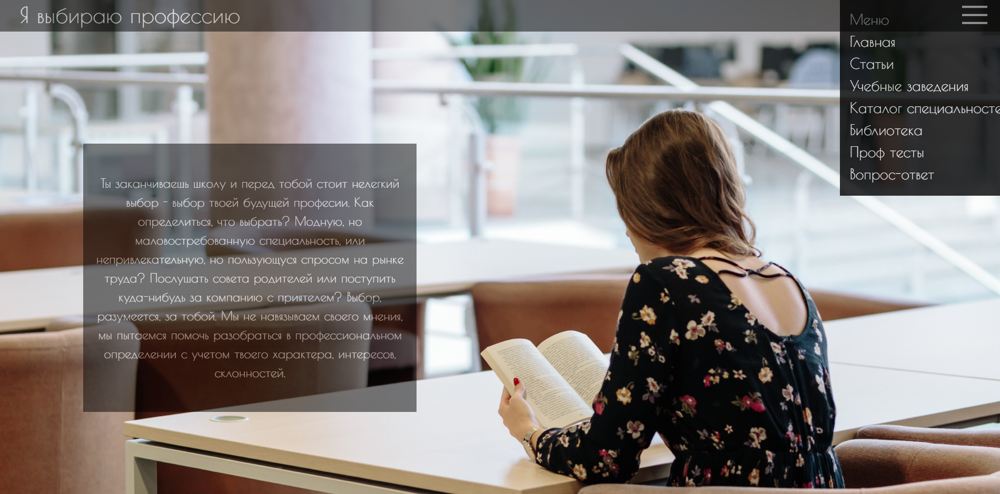 Я выбираю профессию
Меню
Главная
Статьи
Учебные заведения
Каталог специальносте
Библиотека
Проф тесты
Вопрос-ответ
Ты заканчиваешь школу и перед тобой стоит нелегкий
выбор - выбор твоей будущей професии. Как
определиться, что выбрать? Модную, но
маловостребованную специальность, или
непривлекательную, но пользующуся спросом на рынке
труда? Послушать совета родителей или поступить
куда-нибудь за компанию с приятелем? Выбор,
разумеется, за тобой. Мы не навязываем своего мнения,
мы пытаемся помочь разобраться в профессиональном
определении с учетом твоего характера, интересов,
склонностей.